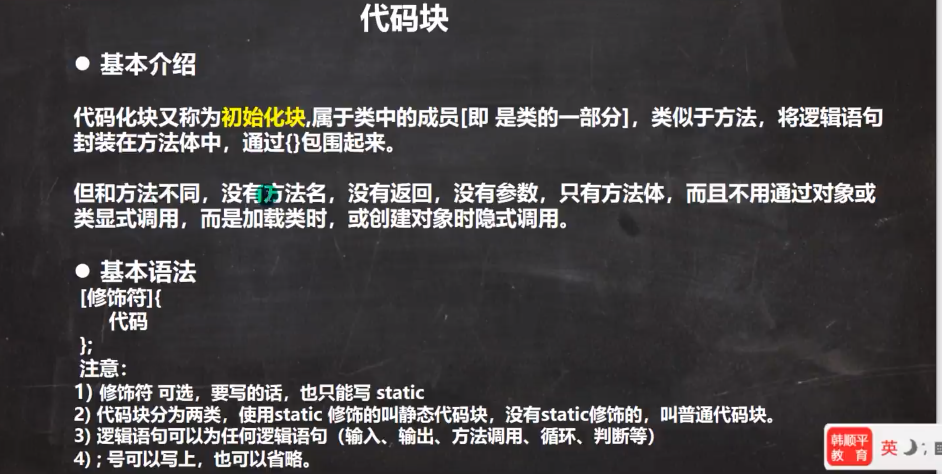 代码块
● 基本介绍
代码化块又称为初始化块,属于类中的成员[即 是类的一部分]，类似于方法，将逻辑语句
封装在方法体中，通过{}包围起来。
但和方法不同，没有方法名，没有返回，没有参数，只有方法体，而且不用通过对象或
类显式调用，而是加载类时，或创建对象时隐式调用。
● 基本语法
[修饰符]{
代码
};
注意：
1) 修饰符 可选，要写的话，也只能写 static
2) 代码块分为两类，使用static 修饰的叫静态代码块，没有static修饰的，叫普通代码块。
3) 逻辑语句可以为任何逻辑语句（输入、输出、方法调用、循环、判断等）
4) ; 号可以写上，也可以省略。
韩顺平
教育
英